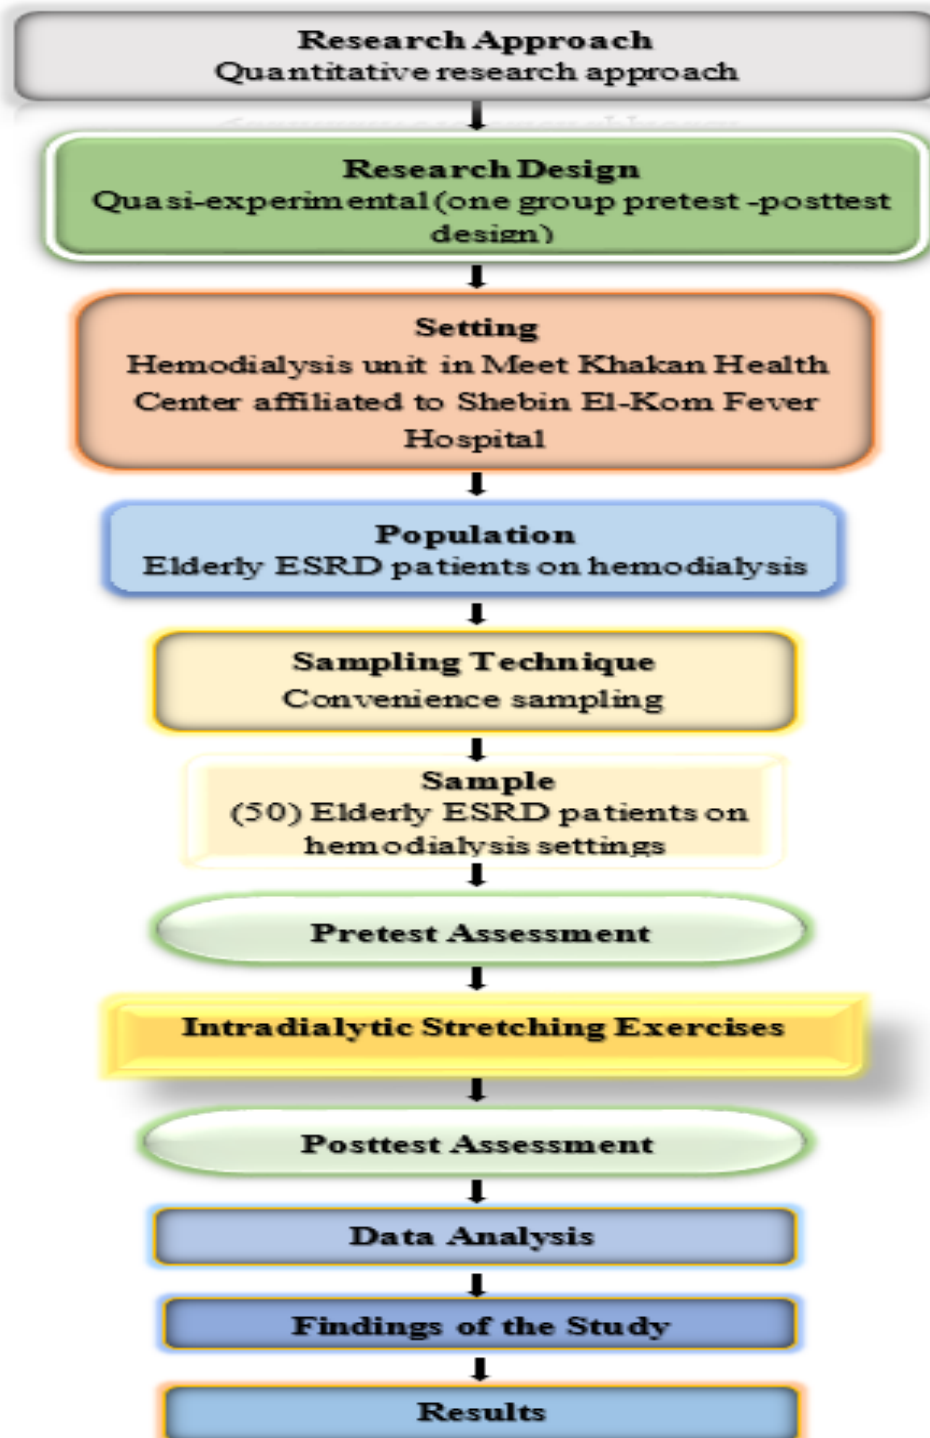 Research Approach
Quantitative research approach
Research Design
Quasi-experimental (one group pretest -posttest
design)
Setting
Hemodialysis unit in Meet Khakan Health
Center affiliated to Shebin El-Kom Fever
Hospital
Population
Elderly ESRD patients on hemodialysis
Sampling Technique
Convenience sampling
Sample
(50) Elderly ESRD patients on
hemodialysis settings
Pretest Assessment
Intradialytic Stretching Exercises
Posttest Assessment
Data Analysis
Findings of the Study
Results